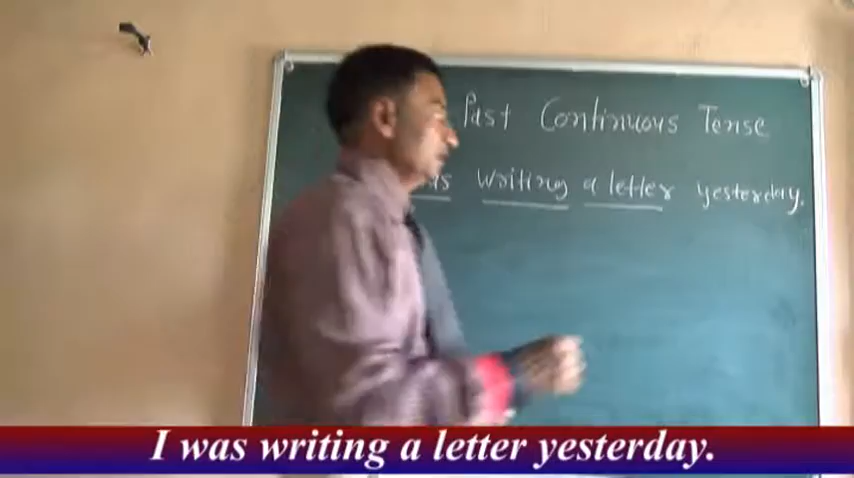 Past Continuous Tense
writing a letter yesterday.
I was writing a letter yesterday.